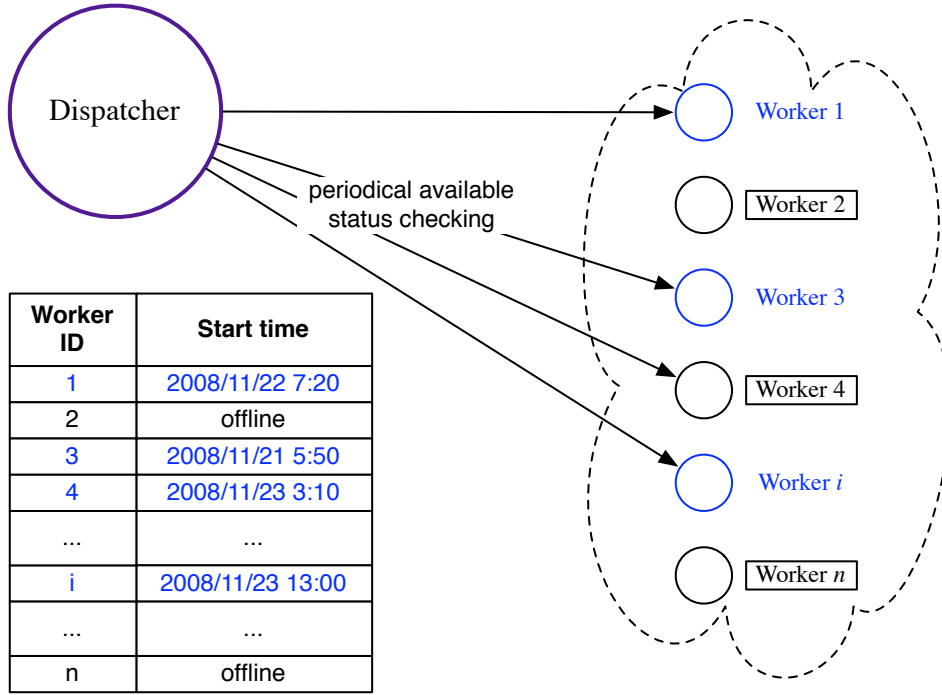 Dispatcher
periodical available
status checking
Worker 1
Worker 2
Worker 3
Worker 4
Worker i
Worker n
Worker ID Start time
1 2008/11/22 7:20
2 offline
3 2008/11/21 5:50
4 2008/11/23 3:10
... ...
i 2008/11/23 13:00
... ...
n offline